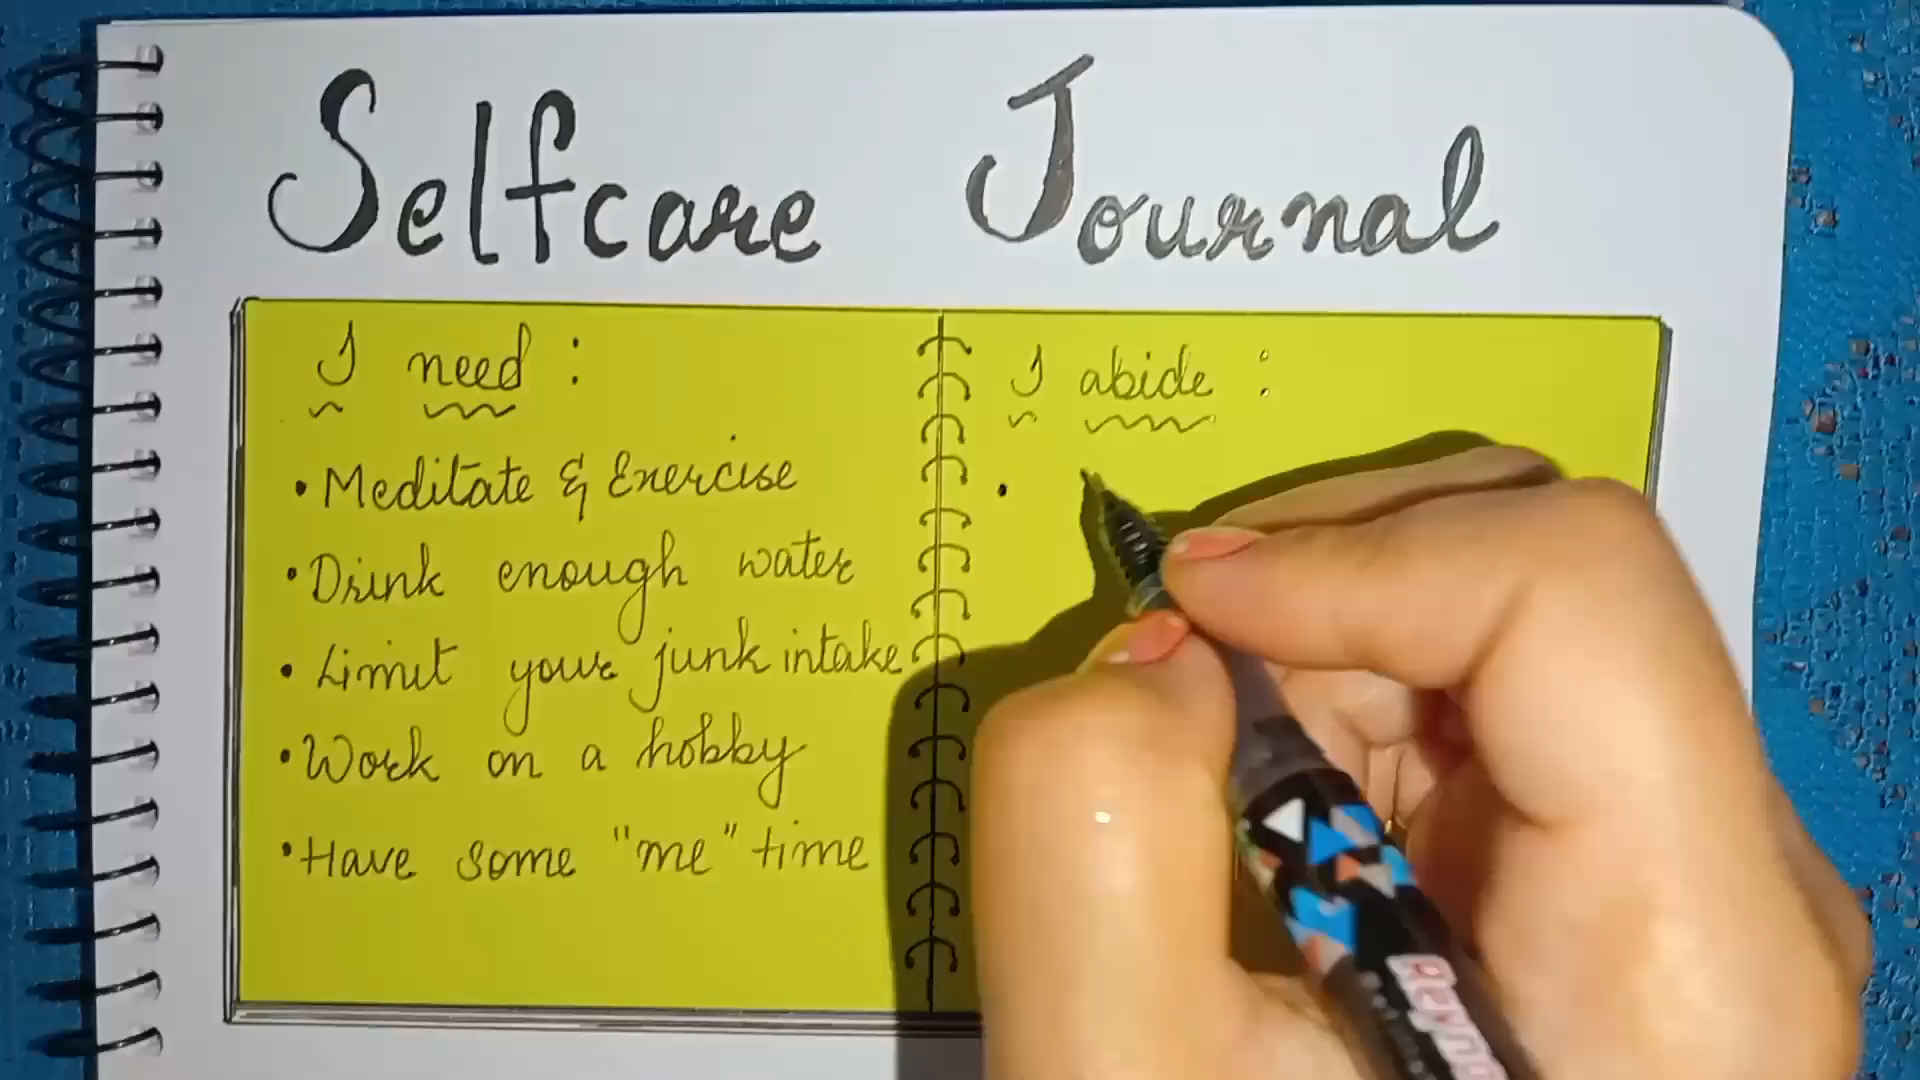 Selfcare Journal
I need :
• Meditate & Exercise
• Drink enough water
• Limit your junk intake
• Work on a hobby
• Have some "me" time
I abide :
•